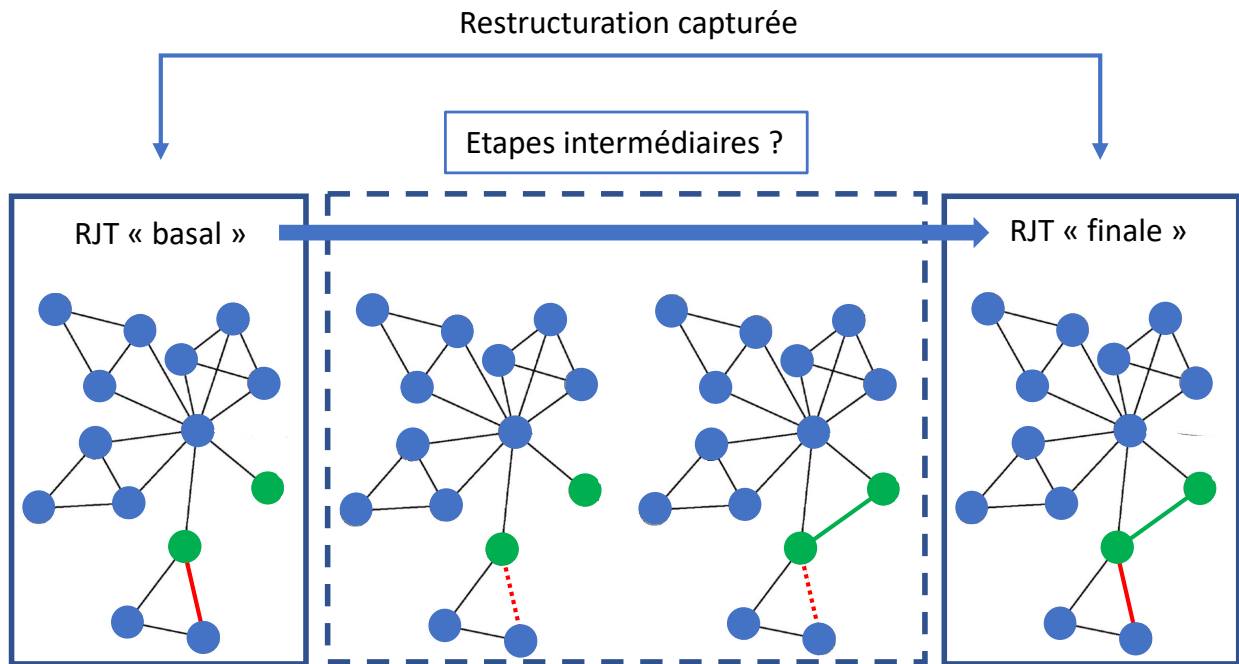 Restructuration capturée
Etapes intermédiaires ?
RJT « basal »
RJT « finale »